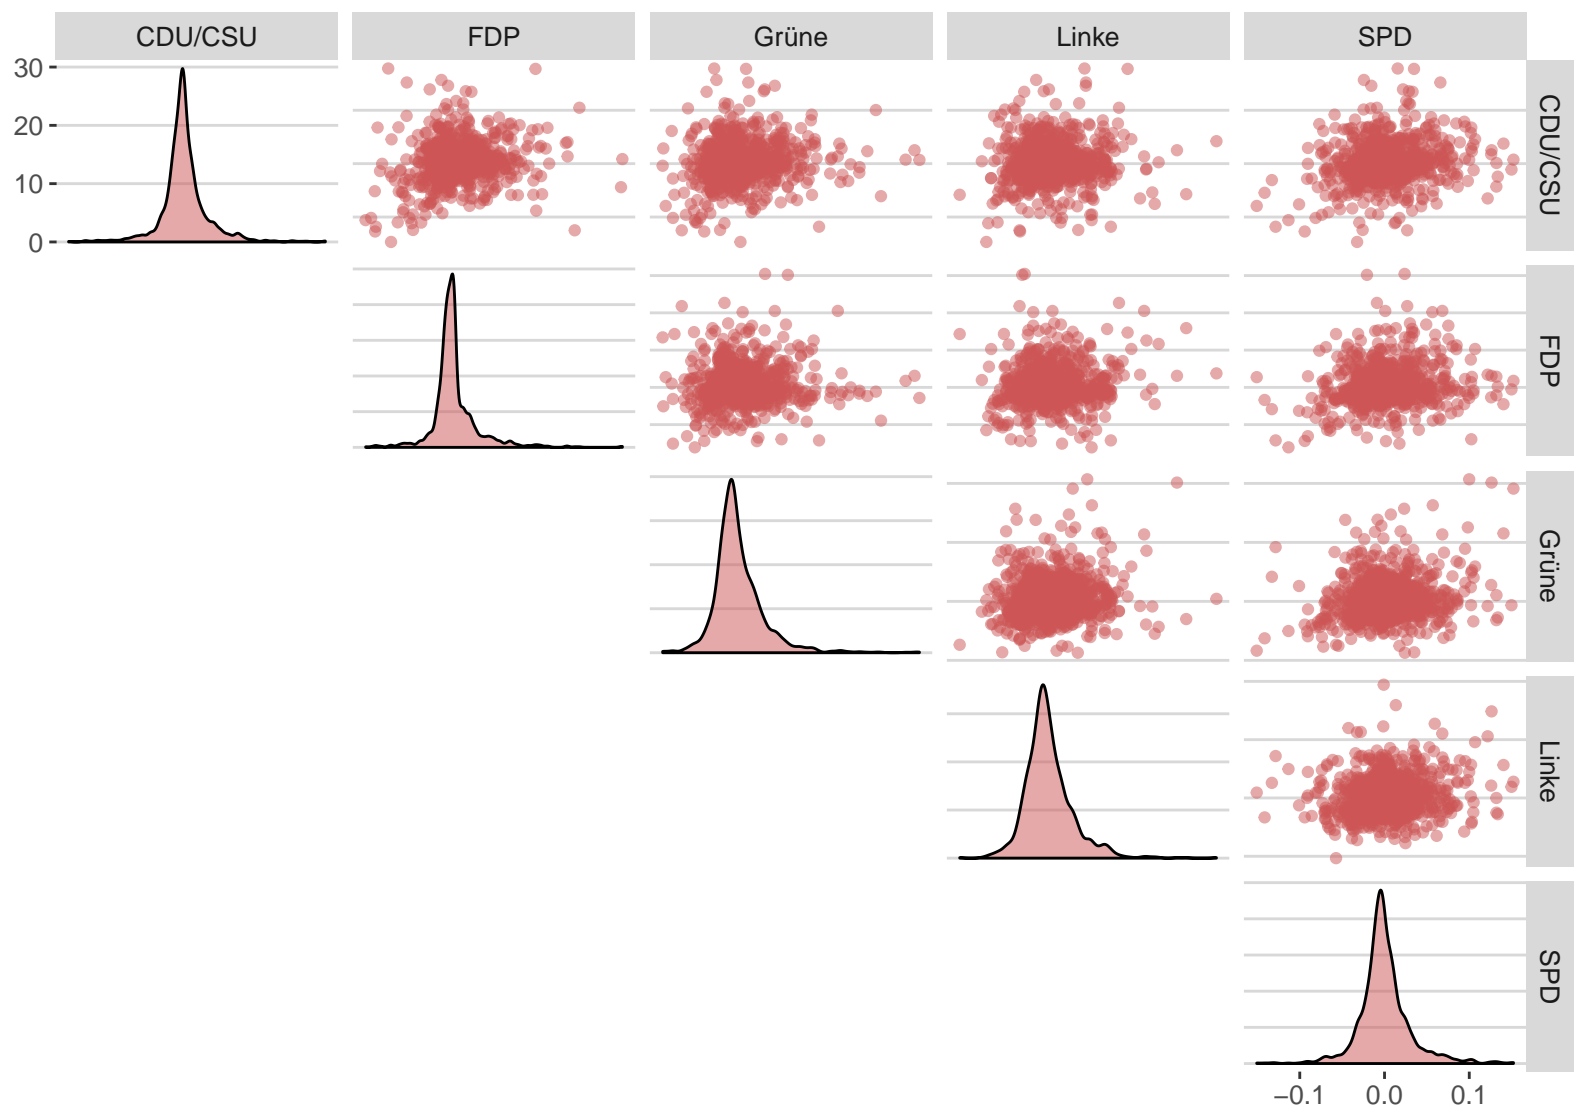 CDU/CSU FDP Grüne Linke SPD
30
20
10
0
CDU/CSU
FDP
Grüne
Linke
SPD
−0.1 0.0 0.1